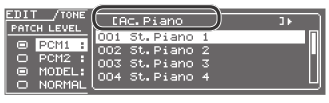 EDIT /TONE
PATCH LEVEL
PCM1 :
PCM2 :
MODEL:
NORMAL
[Ac.Piano ]
001 St.Piano 1
002 St.Piano 2
003 St.Piano 3
004 St.Piano 4